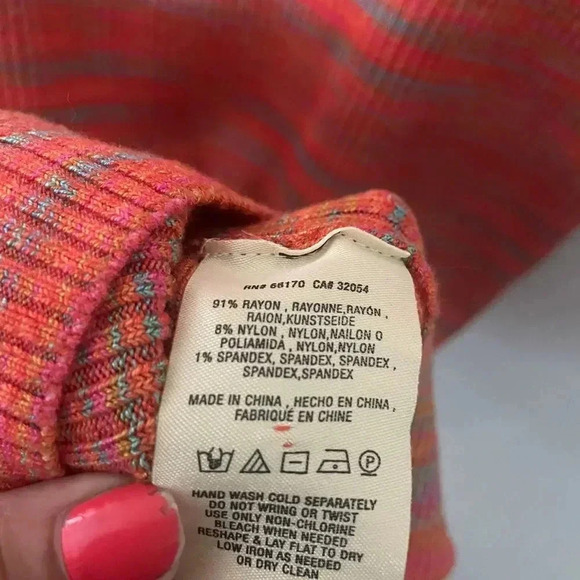 RN# 66170 CA# 32054
91% RAYON , RAYONNE,RAYÓN ,
RAION,KUNSTSEIDE
8% NYLON , NYLON,NAILON O
POLIAMIDA , NYLON,NYLON
1% SPANDEX, SPANDEX, SPANDEX ,
SPANDEX,SPANDEX
MADE IN CHINA , HECHO EN CHINA ,
FABRIQUÉ EN CHINE
P
HAND WASH COLD SEPARATELY
DO NOT WRING OR TWIST
USE ONLY NON-CHLORINE
BLEACH WHEN NEEDED
RESHAPE & LAY FLAT TO DRY
LOW IRON AS NEEDED
OR DRY CLEAN